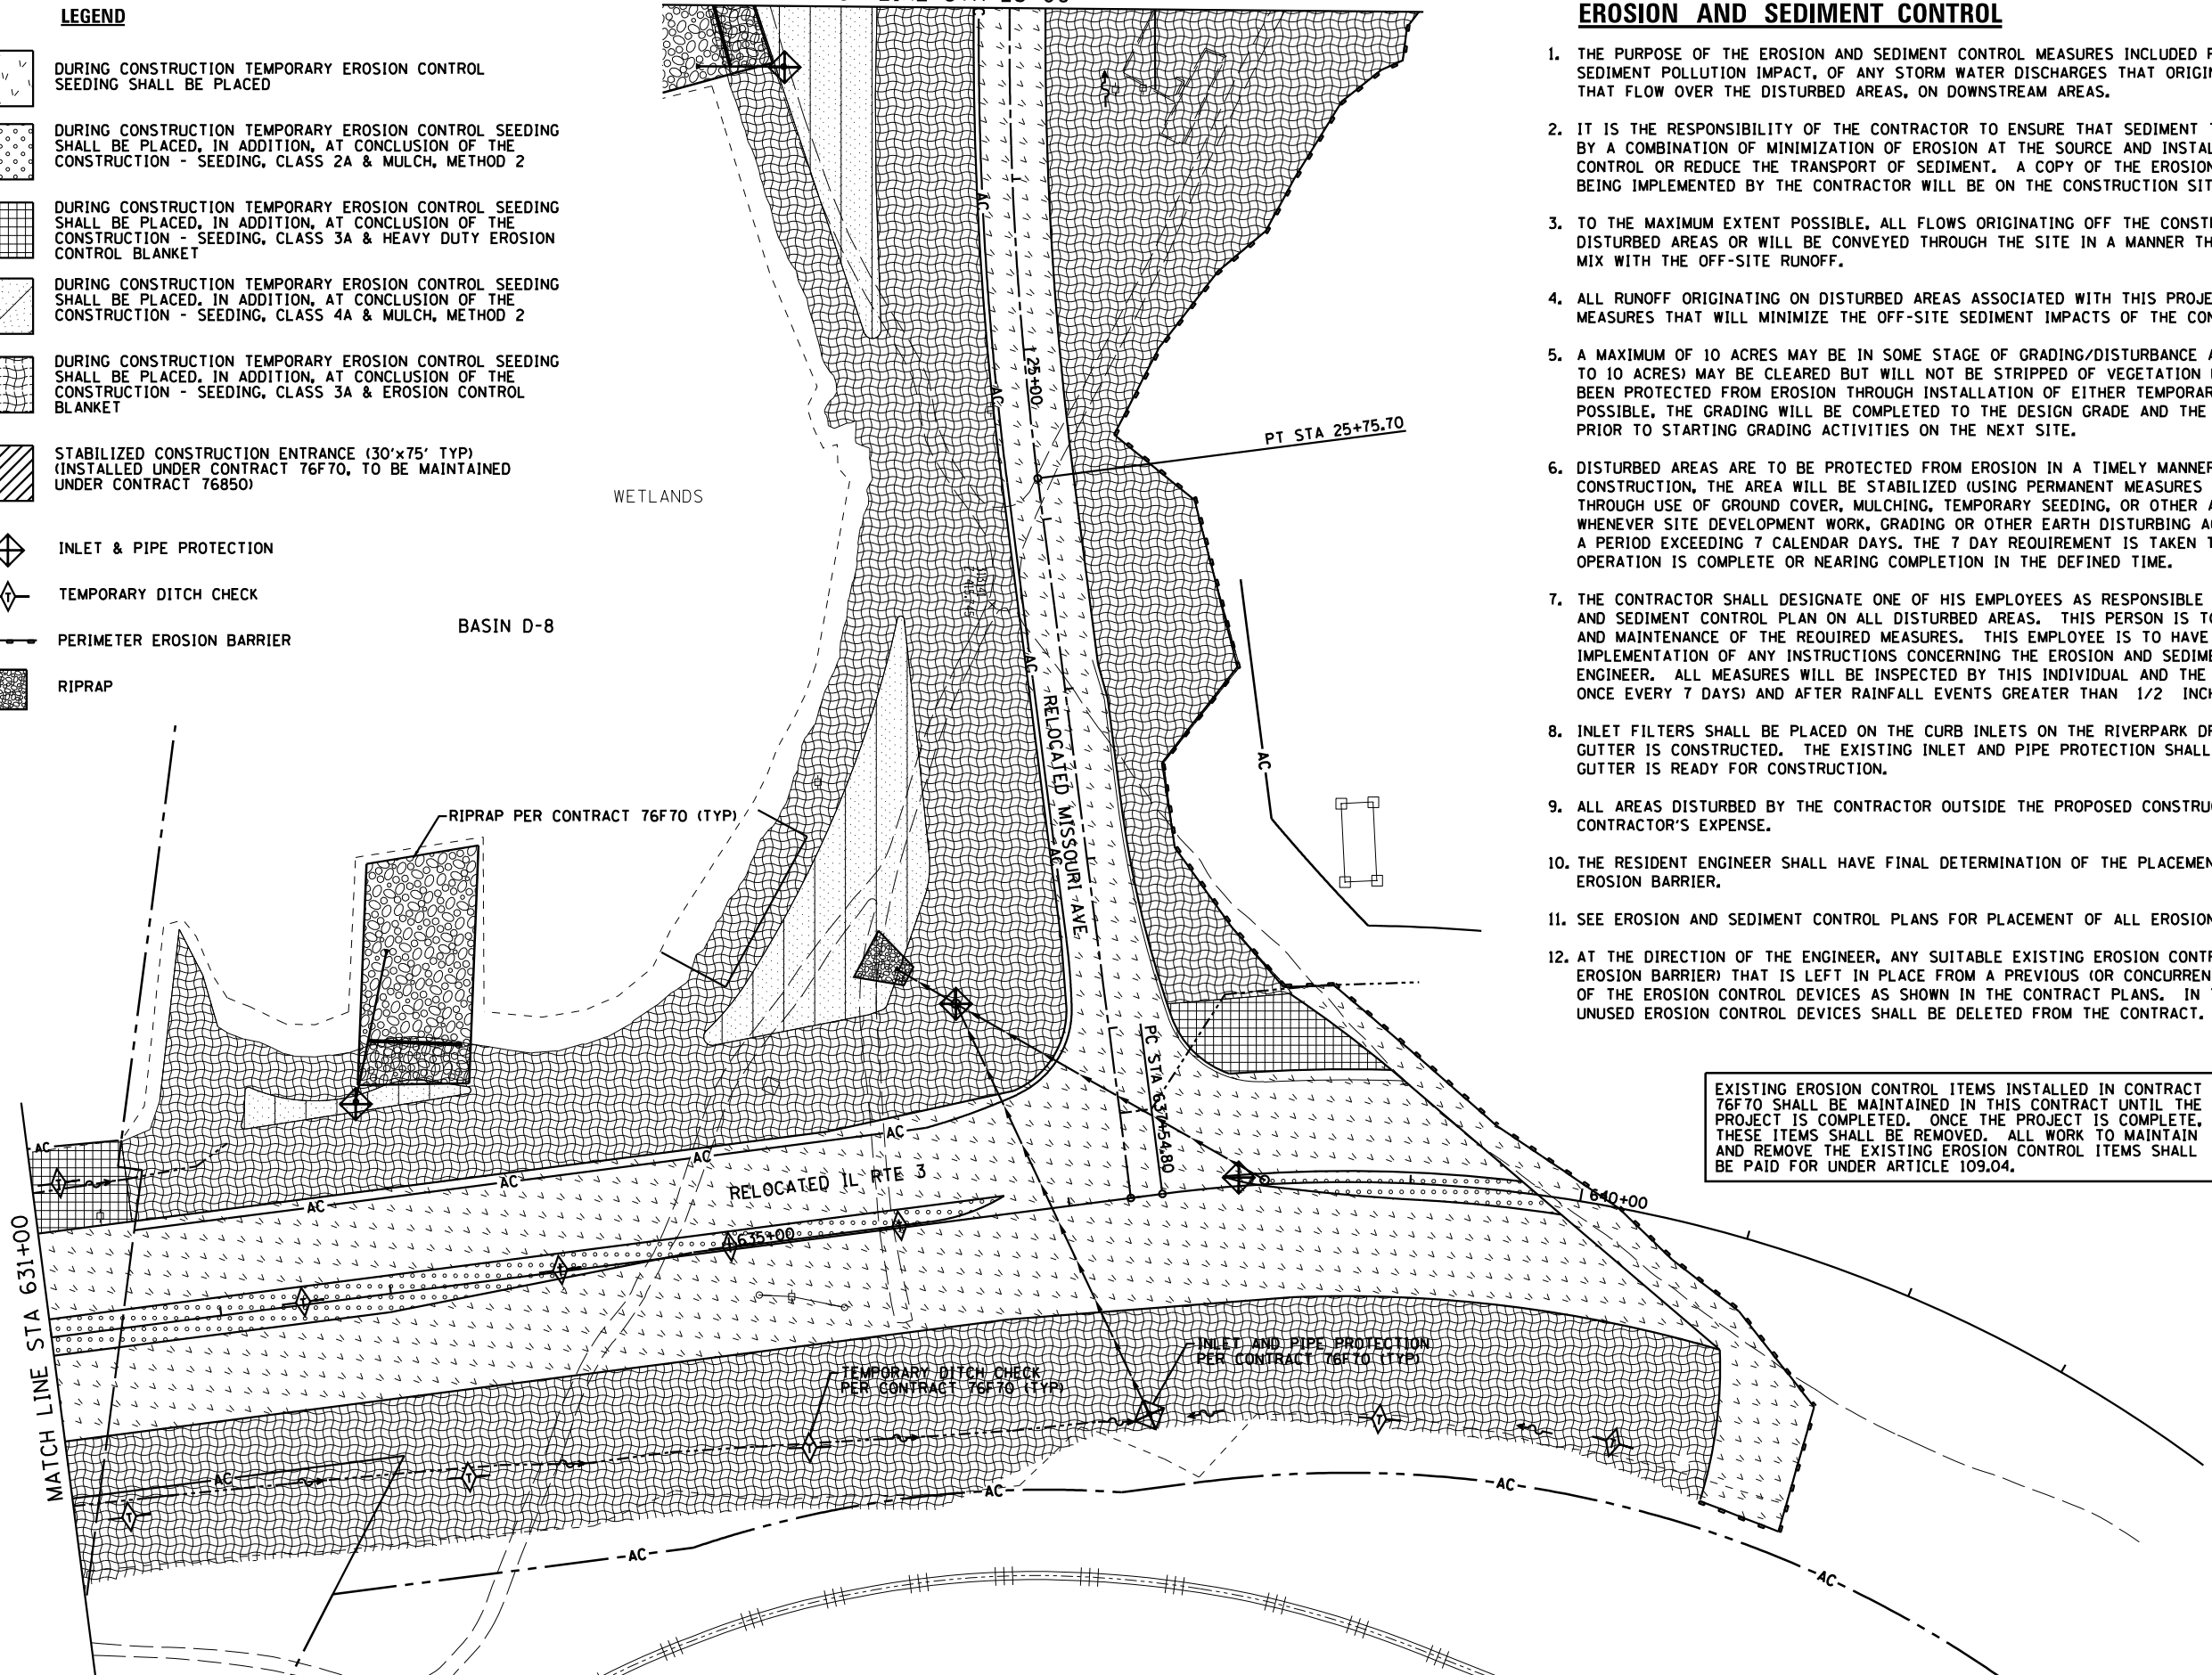 LEGEND
DURING CONSTRUCTION TEMPORARY EROSION CONTROL
SEEDING SHALL BE PLACED
DURING CONSTRUCTION TEMPORARY EROSION CONTROL SEEDING
SHALL BE PLACED. IN ADDITION, AT CONCLUSION OF THE
CONSTRUCTION - SEEDING, CLASS 2A & MULCH, METHOD 2
DURING CONSTRUCTION TEMPORARY EROSION CONTROL SEEDING
SHALL BE PLACED. IN ADDITION, AT CONCLUSION OF THE
CONSTRUCTION - SEEDING, CLASS 3A & HEAVY DUTY EROSION
CONTROL BLANKET
DURING CONSTRUCTION TEMPORARY EROSION CONTROL SEEDING
SHALL BE PLACED. IN ADDITION, AT CONCLUSION OF THE
CONSTRUCTION - SEEDING, CLASS 4A & MULCH, METHOD 2
DURING CONSTRUCTION TEMPORARY EROSION CONTROL SEEDING
SHALL BE PLACED. IN ADDITION, AT CONCLUSION OF THE
CONSTRUCTION - SEEDING, CLASS 3A & EROSION CONTROL
BLANKET
STABILIZED CONSTRUCTION ENTRANCE (30'x75' TYP)
(INSTALLED UNDER CONTRACT 76F70, TO BE MAINTAINED
UNDER CONTRACT 76850)
INLET & PIPE PROTECTION
T
TEMPORARY DITCH CHECK
PERIMETER EROSION BARRIER
RIPRAP
WETLANDS
BASIN D-8
RIPRAP PER CONTRACT 76F70 (TYP)
AC
25+00
AC
PT STA 25+75.70
AC
RELOCATED MISSOURI AVE
AC
AC
PC STA 637+54.80
AC
AC
AC
AC
AC
RELOCATED IL RTE 3
635+00
640+00
MATCH LINE STA 631+00
INLET AND PIPE PROTECTION
PER CONTRACT 76F70 (TYP)
TEMPORARY DITCH CHECK
PER CONTRACT 76F70 (TYP)
AC
AC
AC
AC
AC
EROSION AND SEDIMENT CONTROL
1. THE PURPOSE OF THE EROSION AND SEDIMENT CONTROL MEASURES INCLUDED
SEDIMENT POLLUTION IMPACT, OF ANY STORM WATER DISCHARGES THAT
THAT FLOW OVER THE DISTURBED AREAS, ON DOWNSTREAM AREAS.
2. IT IS THE RESPONSIBILITY OF THE CONTRACTOR TO ENSURE THAT SEDIMENT
BY A COMBINATION OF MINIMIZATION OF EROSION AT THE SOURCE AND
CONTROL OR REDUCE THE TRANSPORT OF SEDIMENT. A COPY OF THE EROSION
BEING IMPLEMENTED BY THE CONTRACTOR WILL BE ON THE CONSTRUCTION
3. TO THE MAXIMUM EXTENT POSSIBLE, ALL FLOWS ORIGINATING OFF THE
DISTURBED AREAS OR WILL BE CONVEYED THROUGH THE SITE IN A MANNER
MIX WITH THE OFF-SITE RUNOFF.
4. ALL RUNOFF ORIGINATING ON DISTURBED AREAS ASSOCIATED WITH THIS
MEASURES THAT WILL MINIMIZE THE OFF-SITE SEDIMENT IMPACTS OF THE
5. A MAXIMUM OF 10 ACRES MAY BE IN SOME STAGE OF GRADING/DISTURBANCE
TO 10 ACRES) MAY BE CLEARED BUT WILL NOT BE STRIPPED OF VEGETATION
BEEN PROTECTED FROM EROSION THROUGH INSTALLATION OF EITHER
POSSIBLE, THE GRADING WILL BE COMPLETED TO THE DESIGN GRADE AND THE
PRIOR TO STARTING GRADING ACTIVITIES ON THE NEXT SITE.
6. DISTURBED AREAS ARE TO BE PROTECTED FROM EROSION IN A TIMELY MANNER
CONSTRUCTION, THE AREA WILL BE STABILIZED (USING PERMANENT MEASURES
THROUGH USE OF GROUND COVER, MULCHING, TEMPORARY SEEDING, OR OTHER
WHENEVER SITE DEVELOPMENT WORK, GRADING OR OTHER EARTH DISTURBING
A PERIOD EXCEEDING 7 CALENDAR DAYS. THE 7 DAY REQUIREMENT IS TAKEN
OPERATION IS COMPLETE OR NEARING COMPLETION IN THE DEFINED TIME.
7. THE CONTRACTOR SHALL DESIGNATE ONE OF HIS EMPLOYEES AS RESPONSIBLE
AND SEDIMENT CONTROL PLAN ON ALL DISTURBED AREAS. THIS PERSON IS TO
AND MAINTENANCE OF THE REQUIRED MEASURES. THIS EMPLOYEE IS TO HAVE
IMPLEMENTATION OF ANY INSTRUCTIONS CONCERNING THE EROSION AND
ENGINEER. ALL MEASURES WILL BE INSPECTED BY THIS INDIVIDUAL AND THE
ONCE EVERY 7 DAYS) AND AFTER RAINFALL EVENTS GREATER THAN 1/2 INCH
8. INLET FILTERS SHALL BE PLACED ON THE CURB INLETS ON THE RIVERPARK
GUTTER IS CONSTRUCTED. THE EXISTING INLET AND PIPE PROTECTION SHALL
GUTTER IS READY FOR CONSTRUCTION.
9. ALL AREAS DISTURBED BY THE CONTRACTOR OUTSIDE THE PROPOSED
CONTRACTOR'S EXPENSE.
10. THE RESIDENT ENGINEER SHALL HAVE FINAL DETERMINATION OF THE
EROSION BARRIER.
11. SEE EROSION AND SEDIMENT CONTROL PLANS FOR PLACEMENT OF ALL EROSION
12. AT THE DIRECTION OF THE ENGINEER, ANY SUITABLE EXISTING EROSION
EROSION BARRIER) THAT IS LEFT IN PLACE FROM A PREVIOUS (OR
OF THE EROSION CONTROL DEVICES AS SHOWN IN THE CONTRACT PLANS. IN
UNUSED EROSION CONTROL DEVICES SHALL BE DELETED FROM THE CONTRACT.
EXISTING EROSION CONTROL ITEMS INSTALLED IN CONTRACT
76F70 SHALL BE MAINTAINED IN THIS CONTRACT UNTIL THE
PROJECT IS COMPLETED. ONCE THE PROJECT IS COMPLETE,
THESE ITEMS SHALL BE REMOVED. ALL WORK TO MAINTAIN
AND REMOVE THE EXISTING EROSION CONTROL ITEMS SHALL
BE PAID FOR UNDER ARTICLE 109.04.